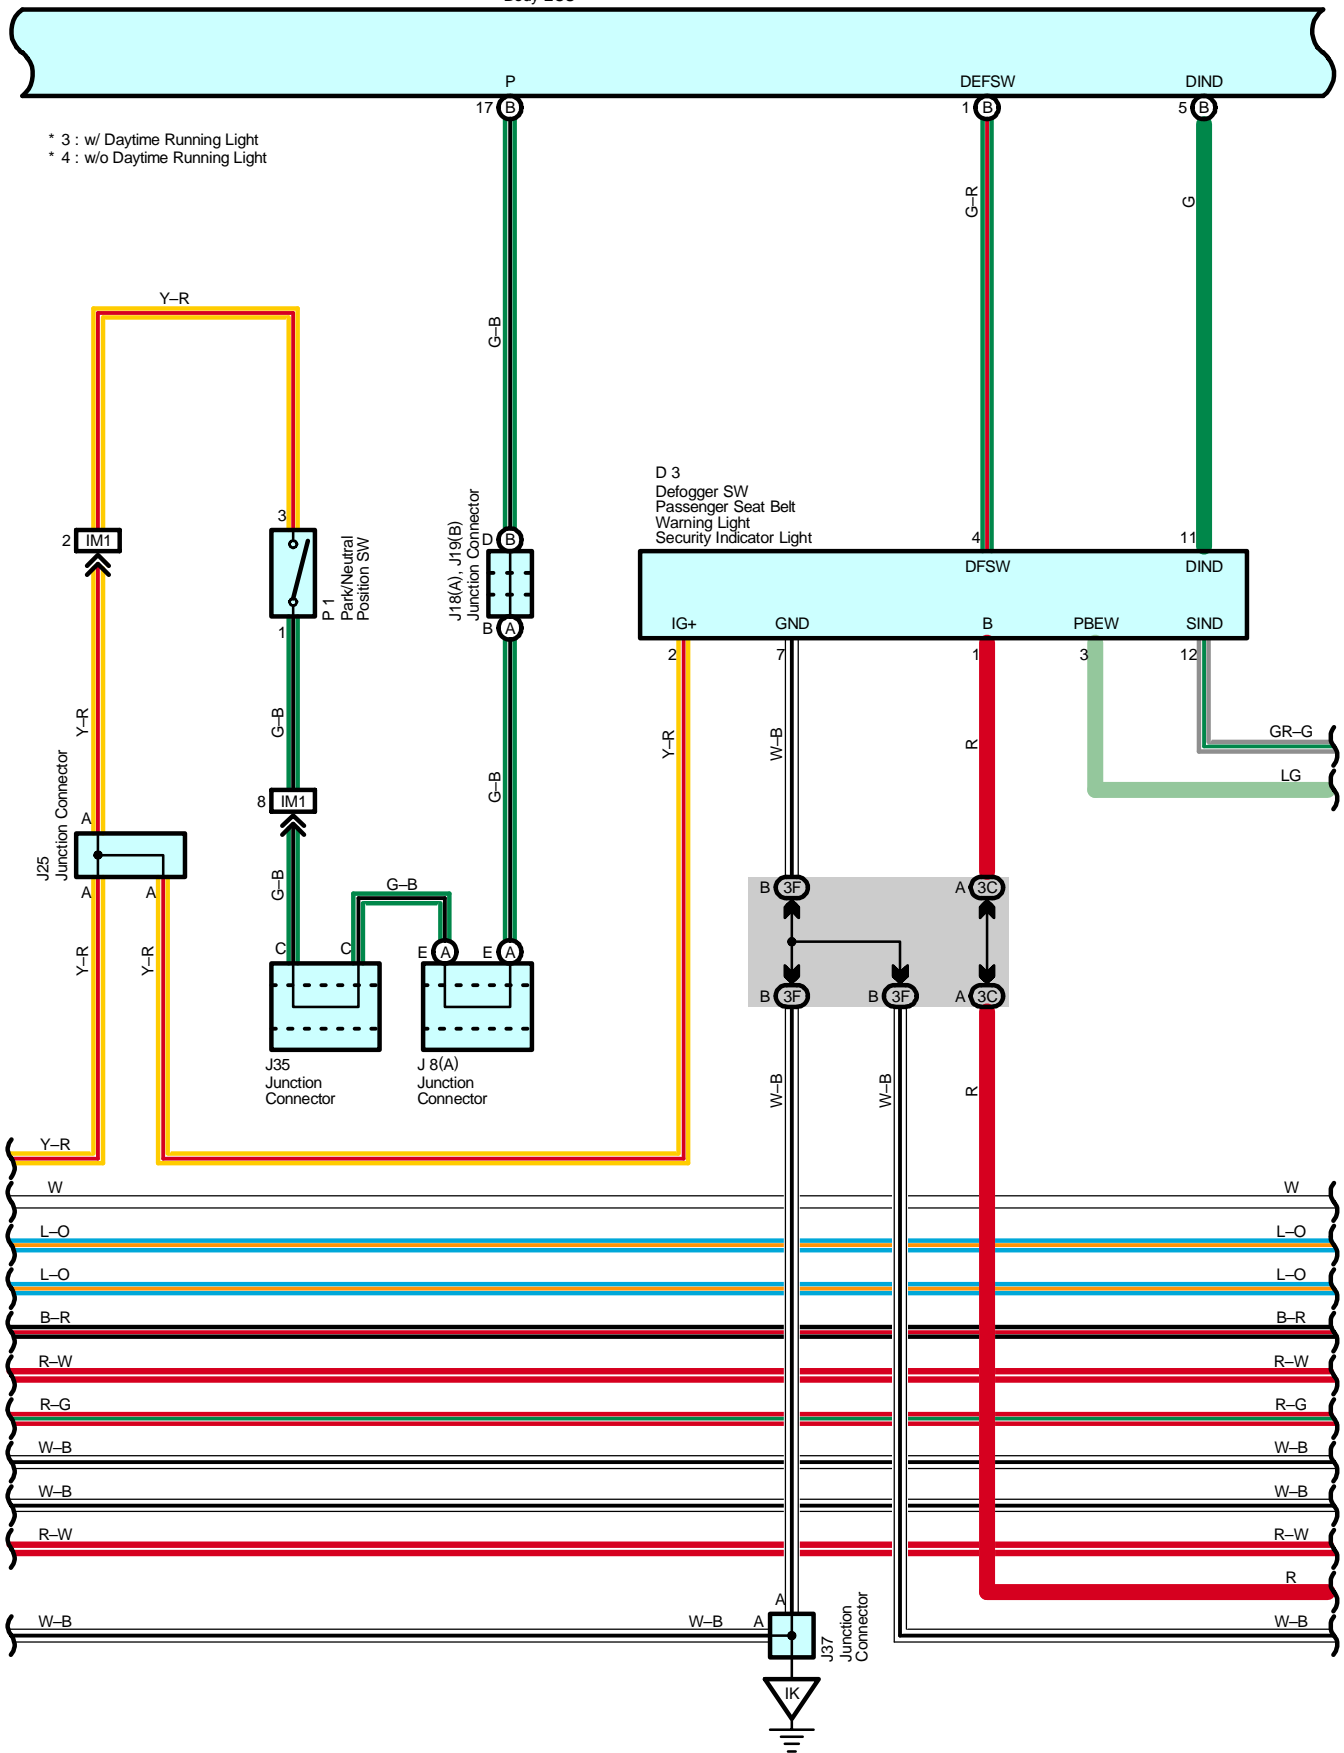 P
DEFSW
DIND
17 B
1 B
5 B
* 3 : w/ Daytime Running Light
* 4 : w/o Daytime Running Light
G–R
G
Y–R
G–B
D 3
Defogger SW
Passenger Seat Belt
Warning Light
Security Indicator Light
3
2 IM1
P 1
Park/Neutral
Position SW
J18(A), J19(B)
Junction Connector
D B
4
11
DFSW
DIND
B A
IG+
GND
B
PBEW
SIND
1
2
7
1
3
12
Y–R
G–B
G–B
Y–R
W–B
R
GR–G
LG
J25
Junction Connector
8 IM1
A
A
A
G–B
G–B
B 3F
A 3C
Y–R
Y–R
C
C
E A
E A
B 3F
B 3F
A 3C
J35
Junction
Connector
J 8(A)
Junction
Connector
W–B
W–B
R
Y–R
W
W
L–O
L–O
L–O
L–O
B–R
B–R
R–W
R–W
R–G
R–G
W–B
W–B
W–B
W–B
R–W
R–W
R
A
W–B
W–B
A
W–B
J37
Junction
Connector
IK